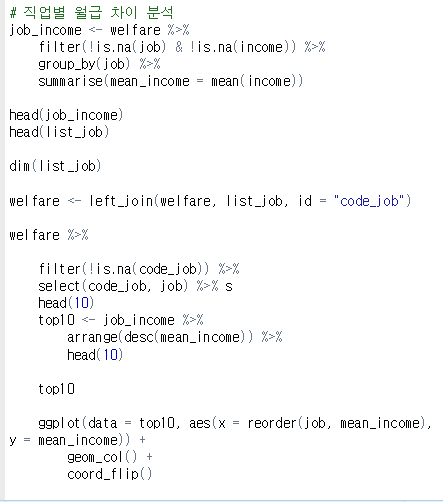 # 직업별 월급 차이 분석
job_income <- welfare %>%
    filter(!is.na(job) & !is.na(income)) %>%
    group_by(job) %>%
    summarise(mean_income = mean(income))

head(job_income)
head(list_job)

dim(list_job)

welfare <- left_join(welfare, list_job, id = "code_job")

welfare %>%

    filter(!is.na(code_job)) %>%
    select(code_job, job) %>% s
    head(10)
    top10 <- job_income %>%
        arrange(desc(mean_income)) %>%
        head(10)

    top10

    ggplot(data = top10, aes(x = reorder(job, mean_income),
y = mean_income)) +
        geom_col() +
        coord_flip()